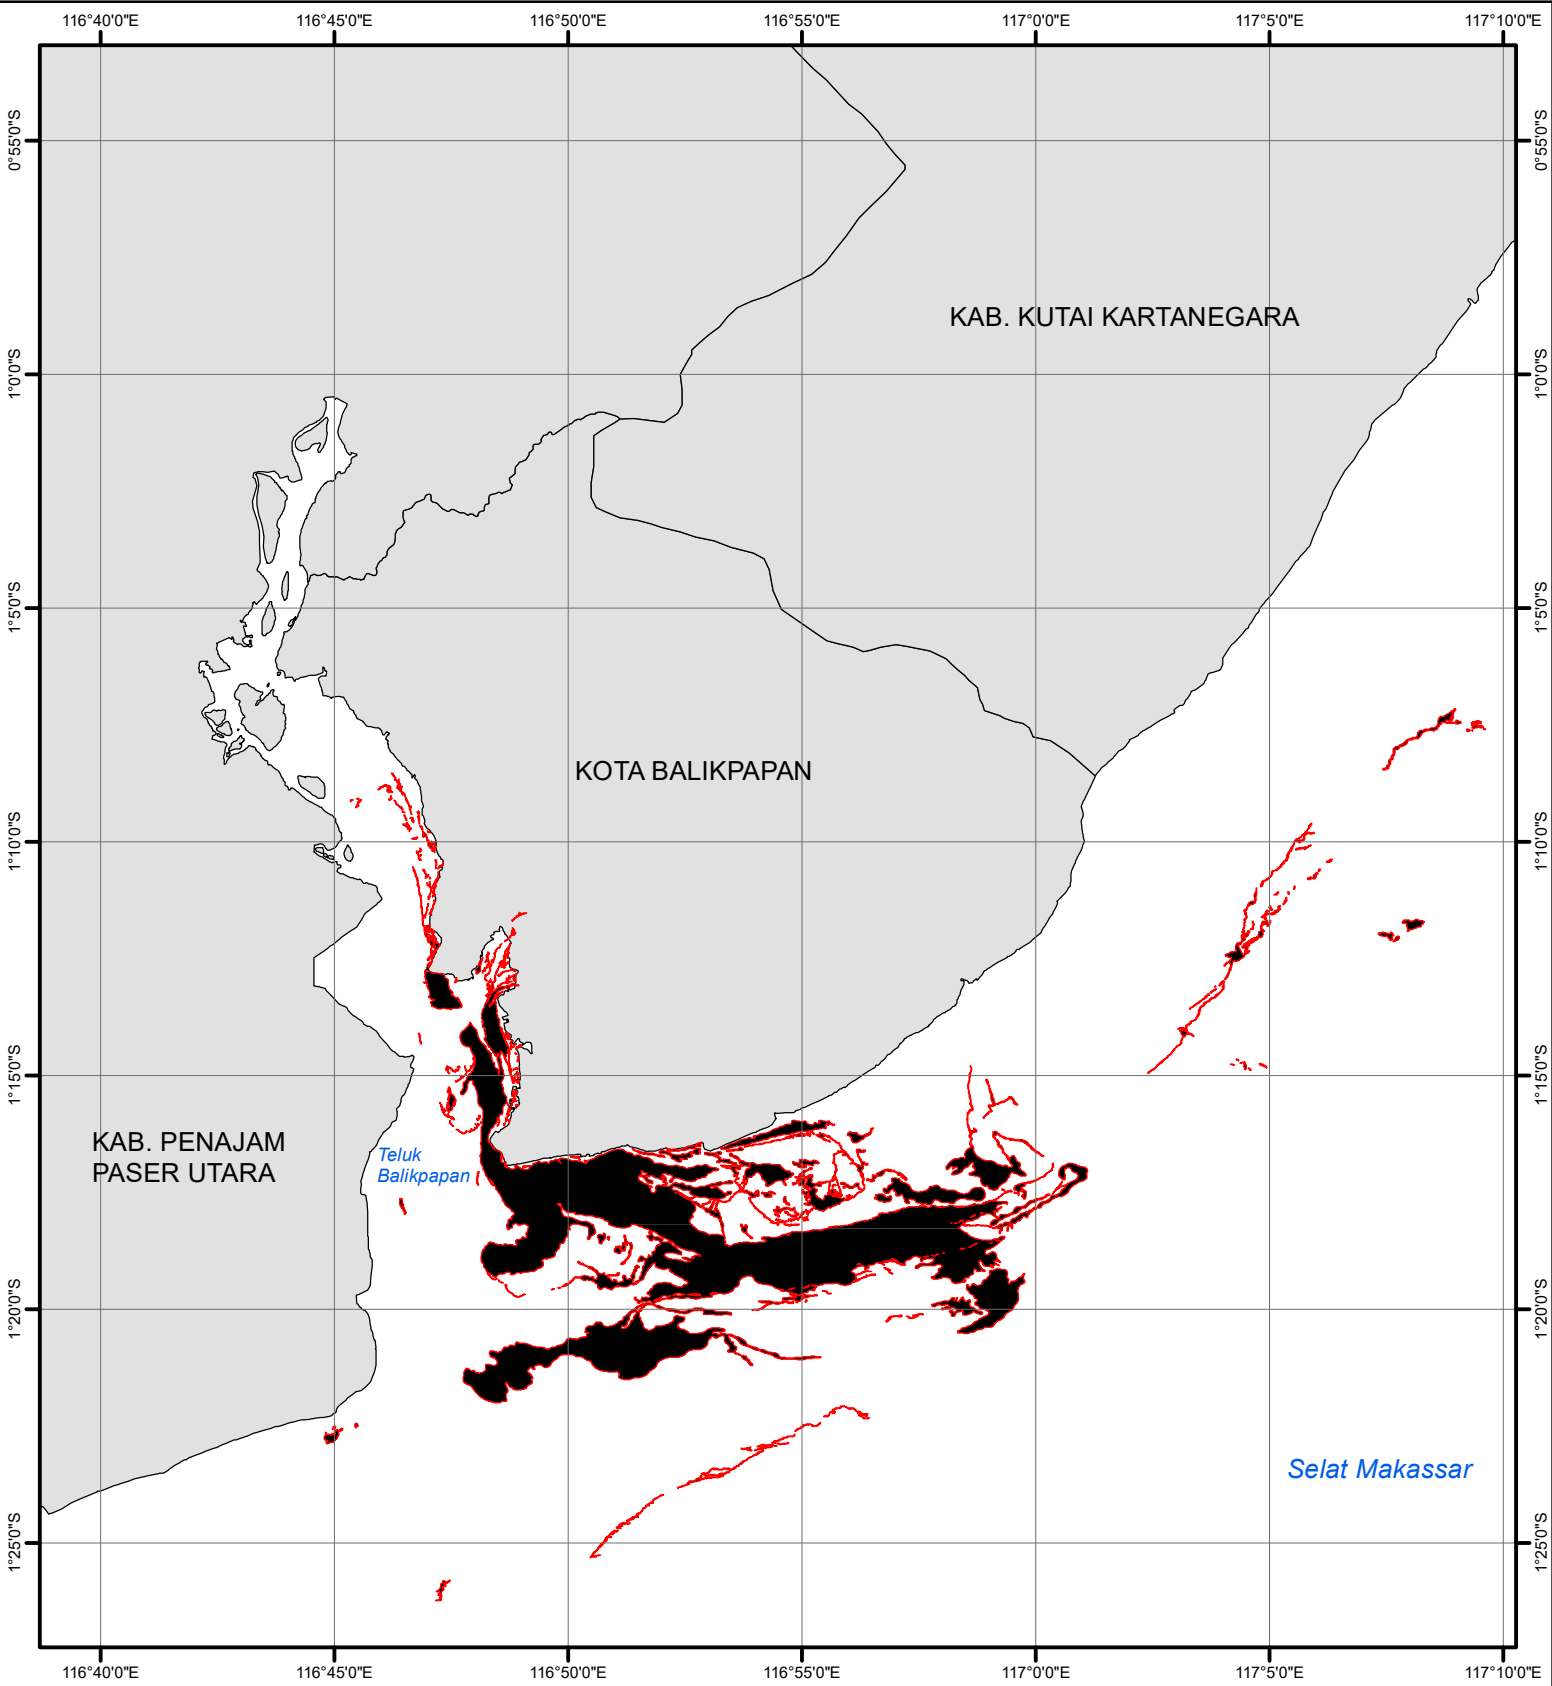 116°40'0"E 116°45'0"E 116°50'0"E 116°55'0"E 117°0'0"E 117°5'0"E 117°10'0"E
0°55'0"S 0°55'0"S
KAB. KUTAI KARTANEGARA
1°0'0"S 1°0'0"S
1°5'0"S 1°5'0"S
KOTA BALIKPAPAN
1°10'0"S 1°10'0"S
1°15'0"S 1°15'0"S
KAB. PENAJAM
PASER UTARA
Teluk
Balikpapan
1°20'0"S 1°20'0"S
Selat Makassar
1°25'0"S 1°25'0"S
116°40'0"E 116°45'0"E 116°50'0"E 116°55'0"E 117°0'0"E 117°5'0"E 117°10'0"E